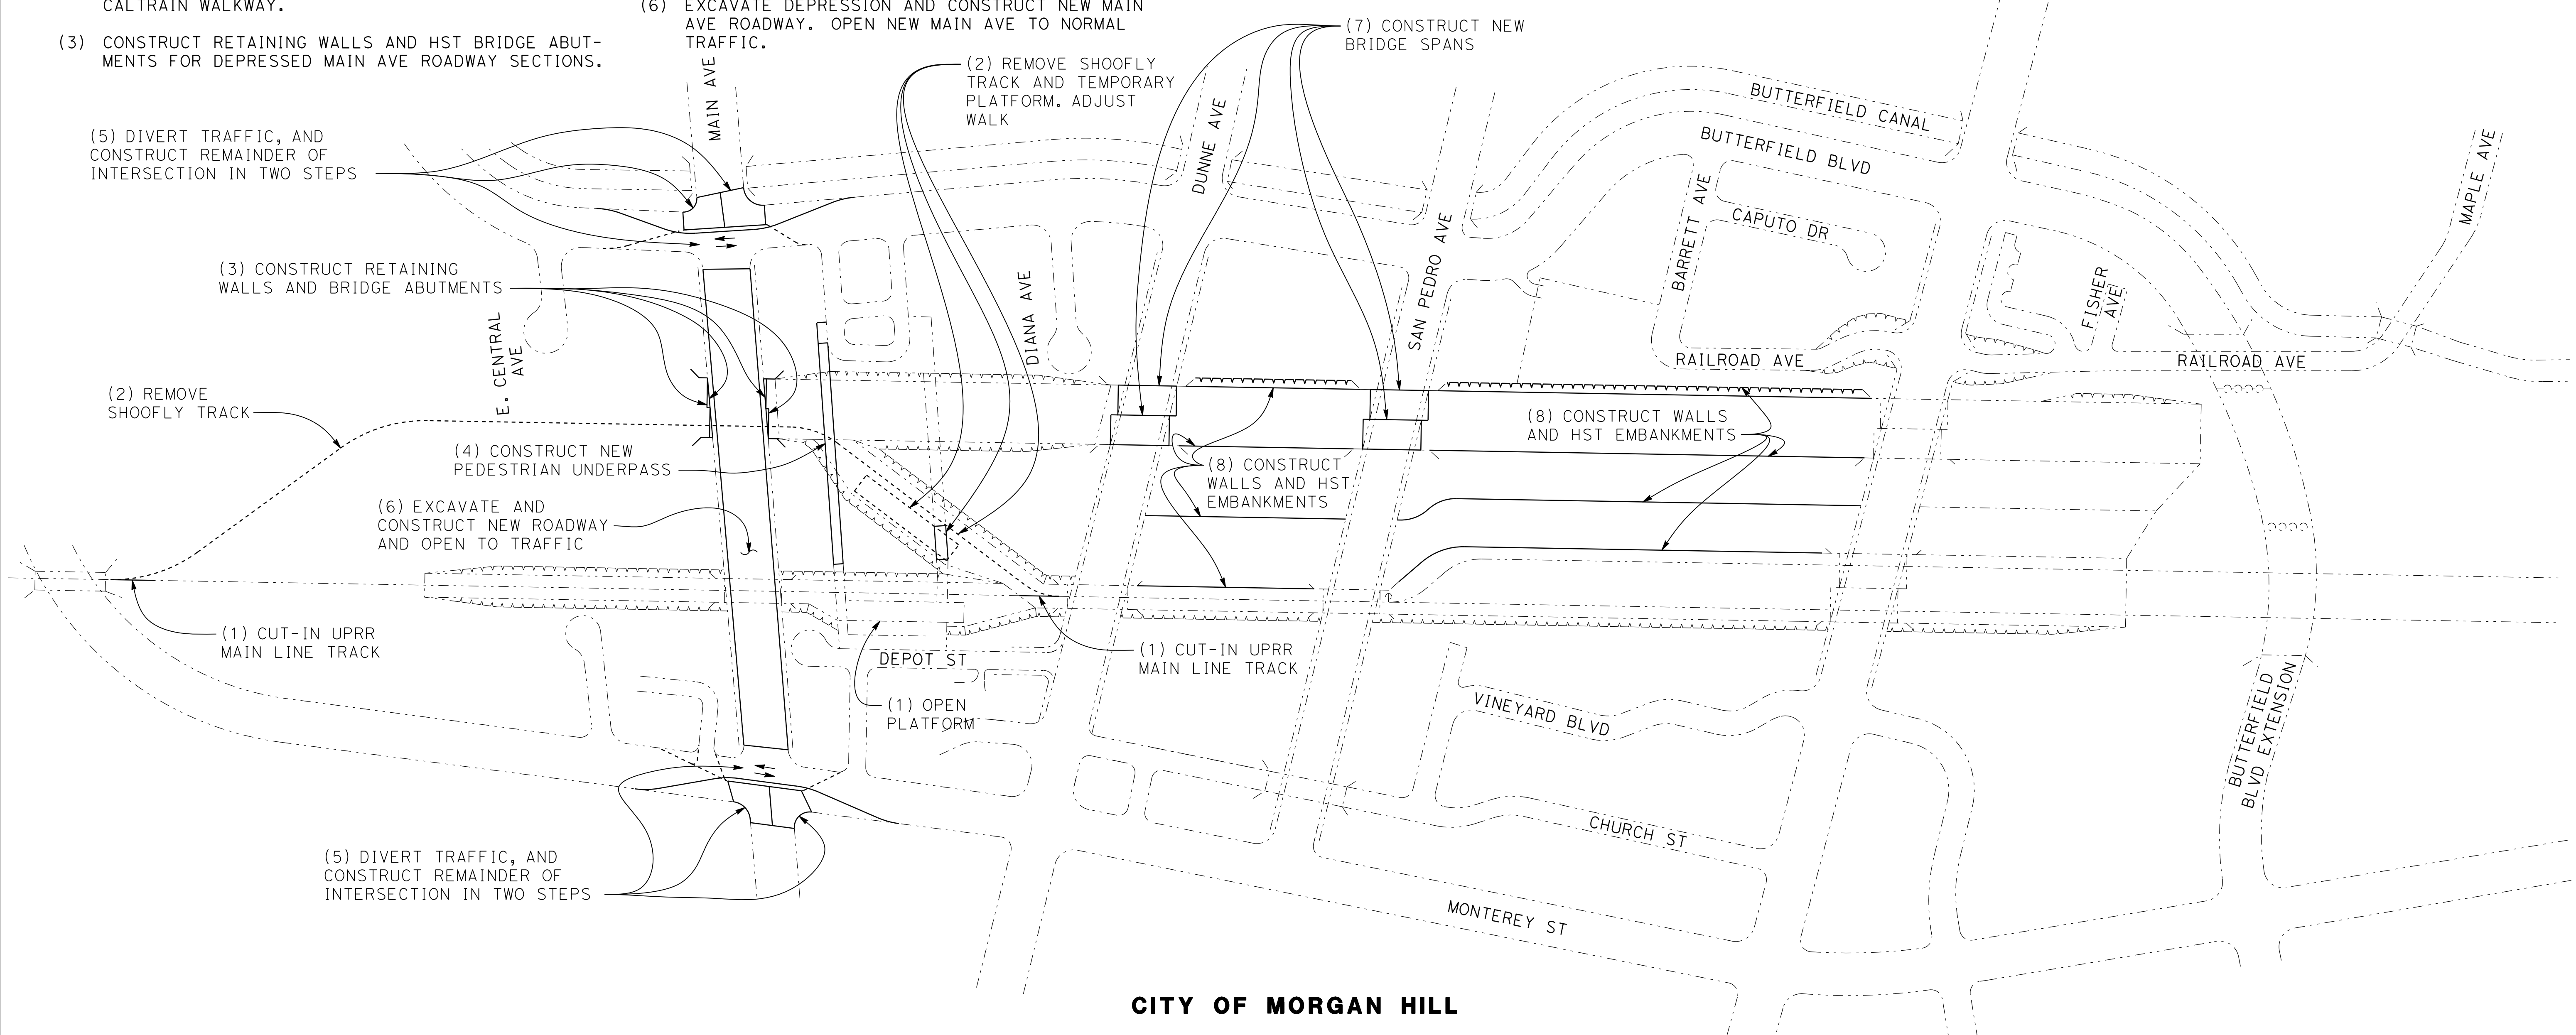 CALTRAIN WALKWAY.
(3) CONSTRUCT RETAINING WALLS AND HST BRIDGE ABUT-
MENTS FOR DEPRESSED MAIN AVE ROADWAY SECTIONS.
(6) EXCAVATE DEPRESSION AND CONSTRUCT NEW MAIN
AVE ROADWAY. OPEN NEW MAIN AVE TO NORMAL
TRAFFIC.
(7) CONSTRUCT NEW
BRIDGE SPANS
(2) REMOVE SHOOFLY
TRACK AND TEMPORARY
PLATFORM. ADJUST
WALK
MAIN AVE
DUNNE AVE
BUTTERFIELD CANAL
BUTTERFIELD BLVD
(5) DIVERT TRAFFIC, AND
CONSTRUCT REMAINDER OF
INTERSECTION IN TWO STEPS
BARRETT AVE
CAPUTO DR
MAPLE AVE
(3) CONSTRUCT RETAINING
WALLS AND BRIDGE ABUTMENTS
E. CENTRAL
AVE
DIANA AVE
SAN PEDRO AVE
FISHER
AVE
RAILROAD AVE
RAILROAD AVE
(2) REMOVE
SHOOFLY TRACK
(4) CONSTRUCT NEW
PEDESTRIAN UNDERPASS
(8) CONSTRUCT
WALLS AND HST
EMBANKMENTS
(8) CONSTRUCT WALLS
AND HST EMBANKMENTS
(6) EXCAVATE AND
CONSTRUCT NEW ROADWAY
AND OPEN TO TRAFFIC
(1) CUT-IN UPRR
MAIN LINE TRACK
DEPOT ST
(1) CUT-IN UPRR
MAIN LINE TRACK
(1) OPEN
PLATFORM
VINEYARD BLVD
BUTTERFIELD
BLVD EXTENSION
CHURCH ST
(5) DIVERT TRAFFIC, AND
CONSTRUCT REMAINDER OF
INTERSECTION IN TWO STEPS
MONTEREY ST
CITY OF MORGAN HILL